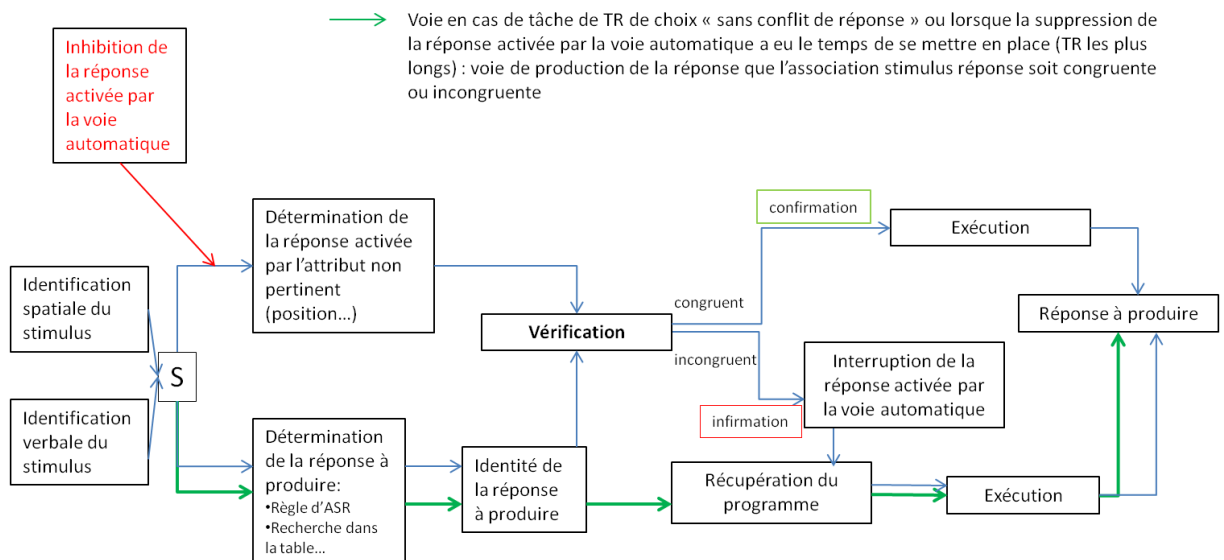 Voie en cas de tâche de TR de choix « sans conflit de réponse » ou lorsque la suppression de
la réponse activée par la voie automatique a eu le temps de se mettre en place (TR les plus
longs) : voie de production de la réponse que l’association stimulus réponse soit congruente
ou incongruente
Inhibition de
la réponse
activée par
la voie
automatique
Identification
spatiale du
stimulus
Identification
verbale du
stimulus
S
Détermination de
la réponse activée
par l’attribut non
pertinent
(position…)
Détermination
de la réponse à
produire:
•Règle d’ASR
•Recherche dans
la table…
Identité de
la réponse
à produire
Vérification
congruent
incongruent
confirmation
infirmation
Exécution
Interruption de la
réponse activée par
la voie automatique
Récupération du
programme
Exécution
Réponse à produire